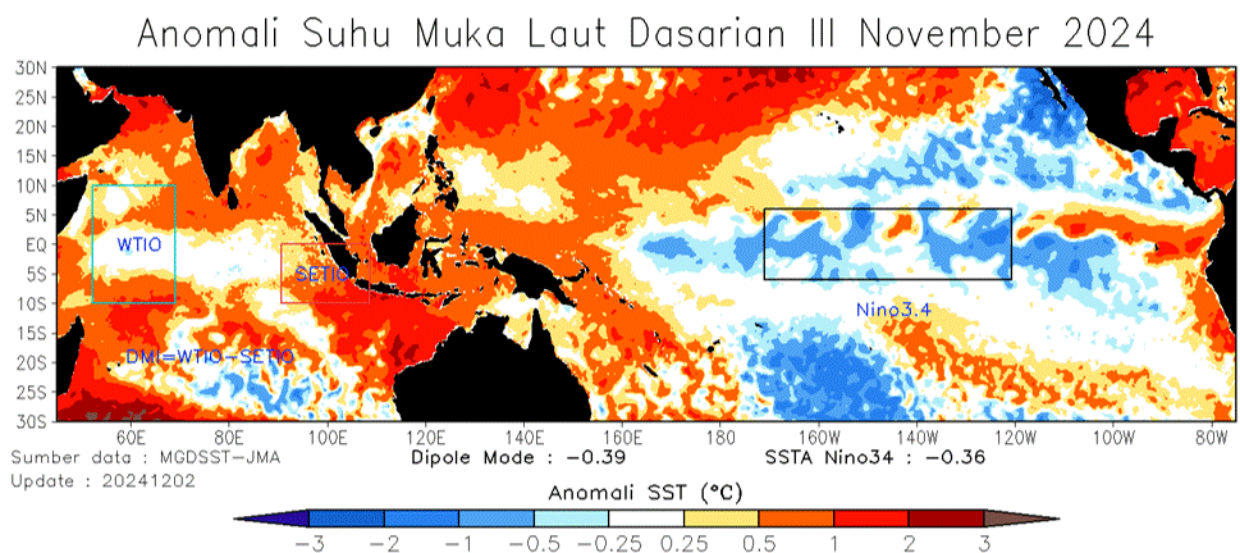 Anomali Suhu Muka Laut Dasarian III November 2024
30N
25N
20N
15N
10N
5N
EQ
5S
10S
15S
20S
25S
30S
WTIO
SETIO
Nino3.4
DMI=WTIO-SETIO
60E 80E 100E 120E 140E 160E 180 160W 140W 120W 100W 80W
Sumber data : MGDSST-JMA Dipole Mode : -0.39 SSTA Nino34 : -0.36
Update : 20241202
Anomali SST (°C)
-3 -2 -1 -0.5 -0.25 0.25 0.5 1 2 3